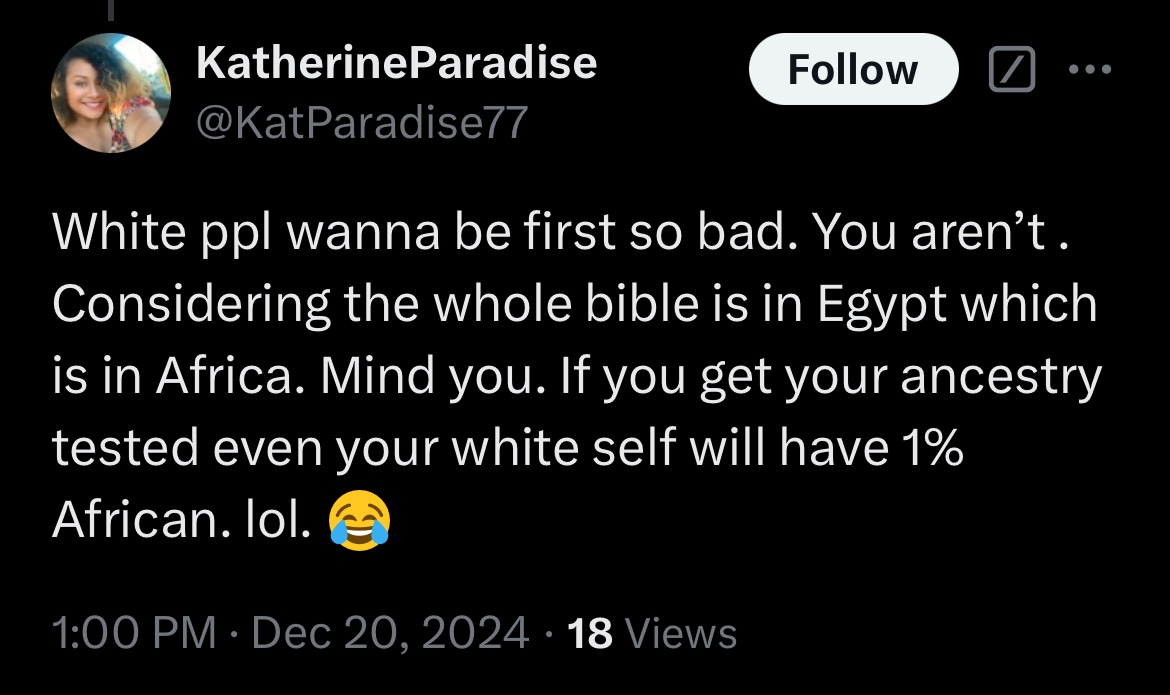 KatherineParadise
Follow
@KatParadise77
White ppl wanna be first so bad. You aren’t .
Considering the whole bible is in Egypt which
is in Africa. Mind you. If you get your ancestry
tested even your white self will have 1%
African. lol. 😂
1:00 PM · Dec 20, 2024 · 18 Views